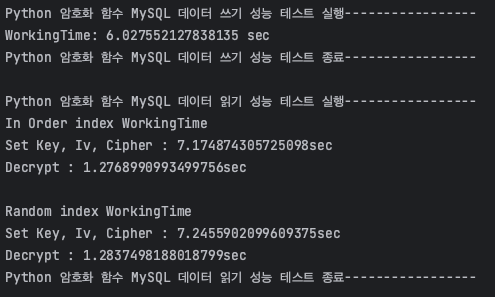 Python 암호화 함수 MySQL 데이터 쓰기 성능 테스트 실행-----------------
WorkingTime: 6.027552127838135 sec
Python 암호화 함수 MySQL 데이터 쓰기 성능 테스트 종료-----------------
Python 암호화 함수 MySQL 데이터 읽기 성능 테스트 실행-----------------
In Order index WorkingTime
Set Key, Iv, Cipher : 7.174874305725098sec
Decrypt : 1.2768990993499756sec
Random index WorkingTime
Set Key, Iv, Cipher : 7.2455902099609375sec
Decrypt : 1.2837498188018799sec
Python 암호화 함수 MySQL 데이터 읽기 성능 테스트 종료-----------------